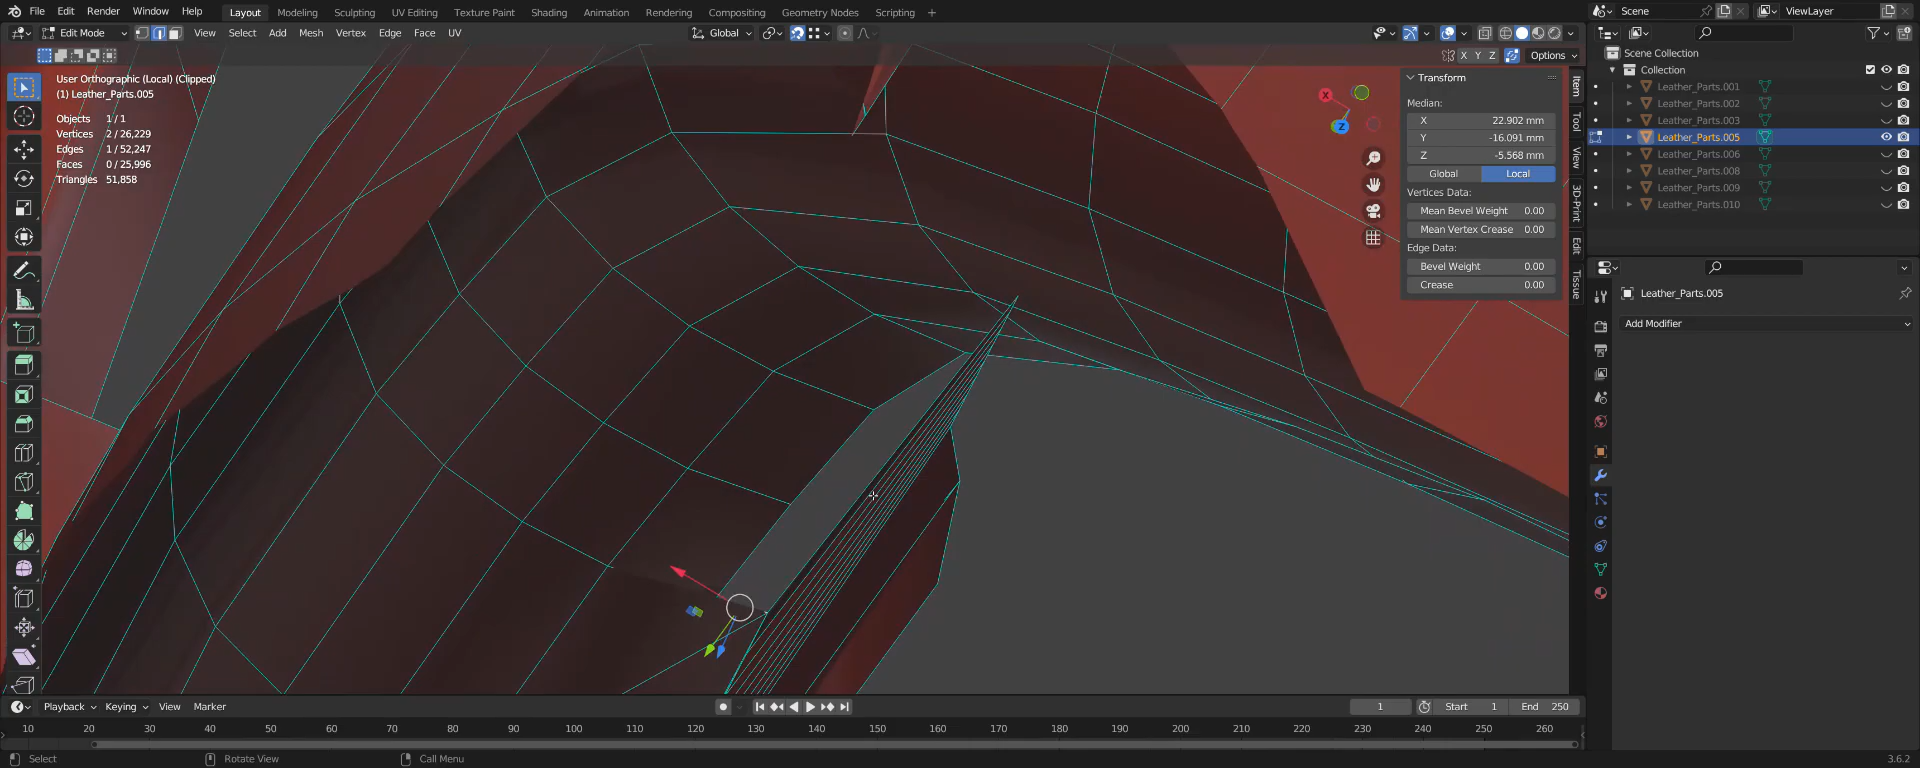 File Edit Render Window Help Layout Modeling Sculpting UV Editing Texture Paint Shading Animation Rendering Compositing Geometry Nodes Scripting + Scene ViewLayer
Edit Mode View Select Add Mesh Vertex Edge Face UV Global
X Y Z Options
User Orthographic (Local) (Clipped)
(1) Leather_Parts.005
Objects 1/1
Vertices 2/26,229
Edges 1/52,247
Faces 0/25,996
Triangles 51,858
X
Z
Transform
Median:
X 22.902 mm
Y -16.091 mm
Z -5.568 mm
Global Local
Vertices Data:
Mean Bevel Weight 0.00
Mean Vertex Crease 0.00
Edge Data:
Bevel Weight 0.00
Crease 0.00
Item
Tool
View
3D-Print
Edit
Tissue
Scene Collection
Collection
Leather_Parts.001
Leather_Parts.002
Leather_Parts.003
Leather_Parts.005
Leather_Parts.006
Leather_Parts.008
Leather_Parts.009
Leather_Parts.010
Leather_Parts.005
Add Modifier
Playback Keying View Marker 1 Start 1 End 250
10 20 30 40 50 60 70 80 90 100 110 120 130 140 150 160 170 180 190 200 210 220 230 240 250 260
Select Rotate View Call Menu 3.6.2